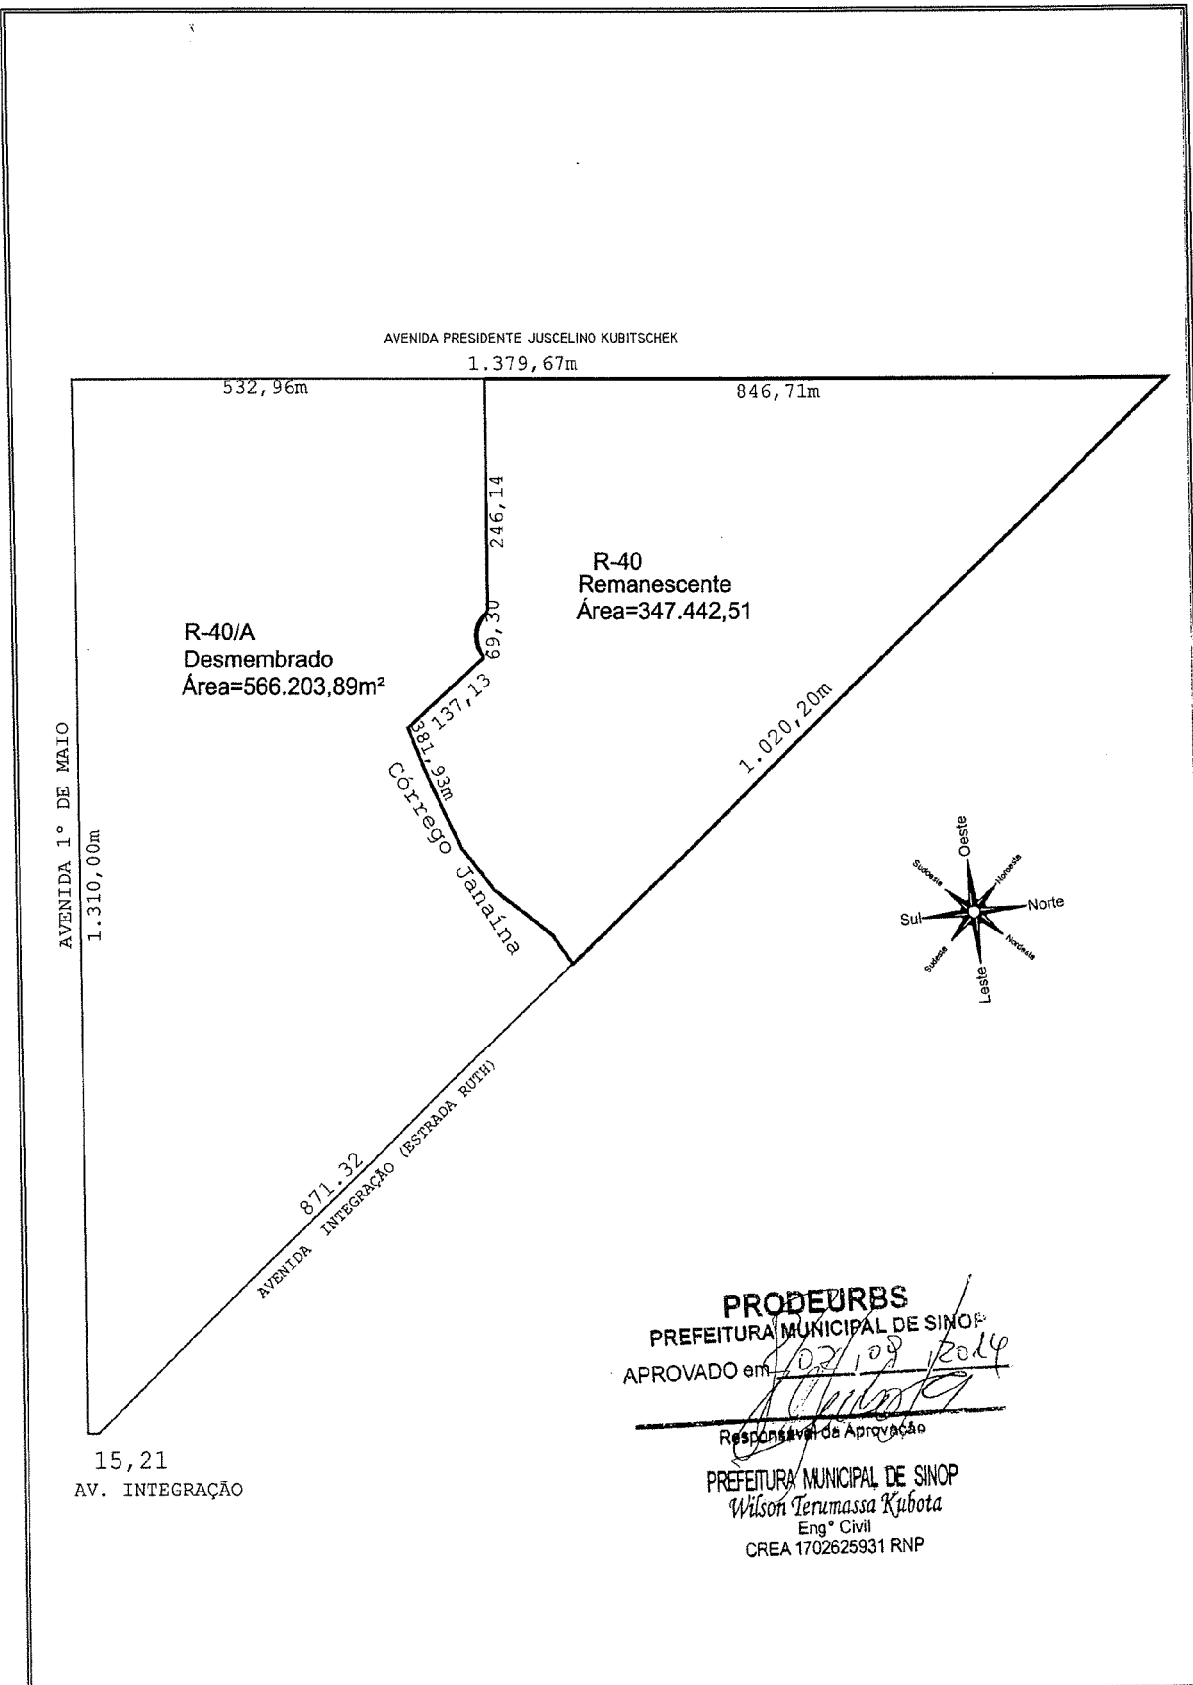 AVENIDA PRESIDENTE JUSCELINO KUBITSCHEK
1.379,67m
532,96m
846,71m
246,14
69,30
137,13
381,93m
Córrego Janaína
R-40
Remanescente
Área=347.442,51
R-40/A
Desmembrado
Área=566.203,89m²
AVENIDA 1° DE MAIO
1.310,00m
1.020,20m
Oeste
Sudoeste
Noroeste
Sul
Norte
Sudeste
Nordeste
Leste
871.32
AVENIDA INTEGRAÇÃO (ESTRADA RUTH)
15,21
AV. INTEGRAÇÃO
PRODEURBS
PREFEITURA MUNICIPAL DE SINOP
APROVADO em 02/09/2014
Responsável da Aprovação
PREFEITURA MUNICIPAL DE SINOP
Wilson Terumassa Kubota
Eng° Civil
CREA 1702625931 RNP